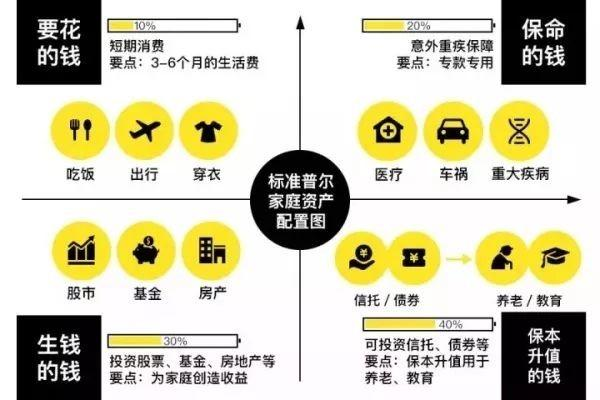 要花
的钱
10%
短期消费
要点：3-6个月的生活费
吃饭
出行
穿衣
20%
意外重疾保障
要点：专款专用
保命
的钱
医疗
车祸
重大疾病
标准普尔
家庭资产
配置图
股市
基金
房产
生钱
的钱
30%
投资股票、基金、房地产等
要点：为家庭创造收益
¥
¥
信托 / 债券
养老 / 教育
40%
可投资信托、债券等
要点：保本升值用于
养老、教育
保本
升值
的钱